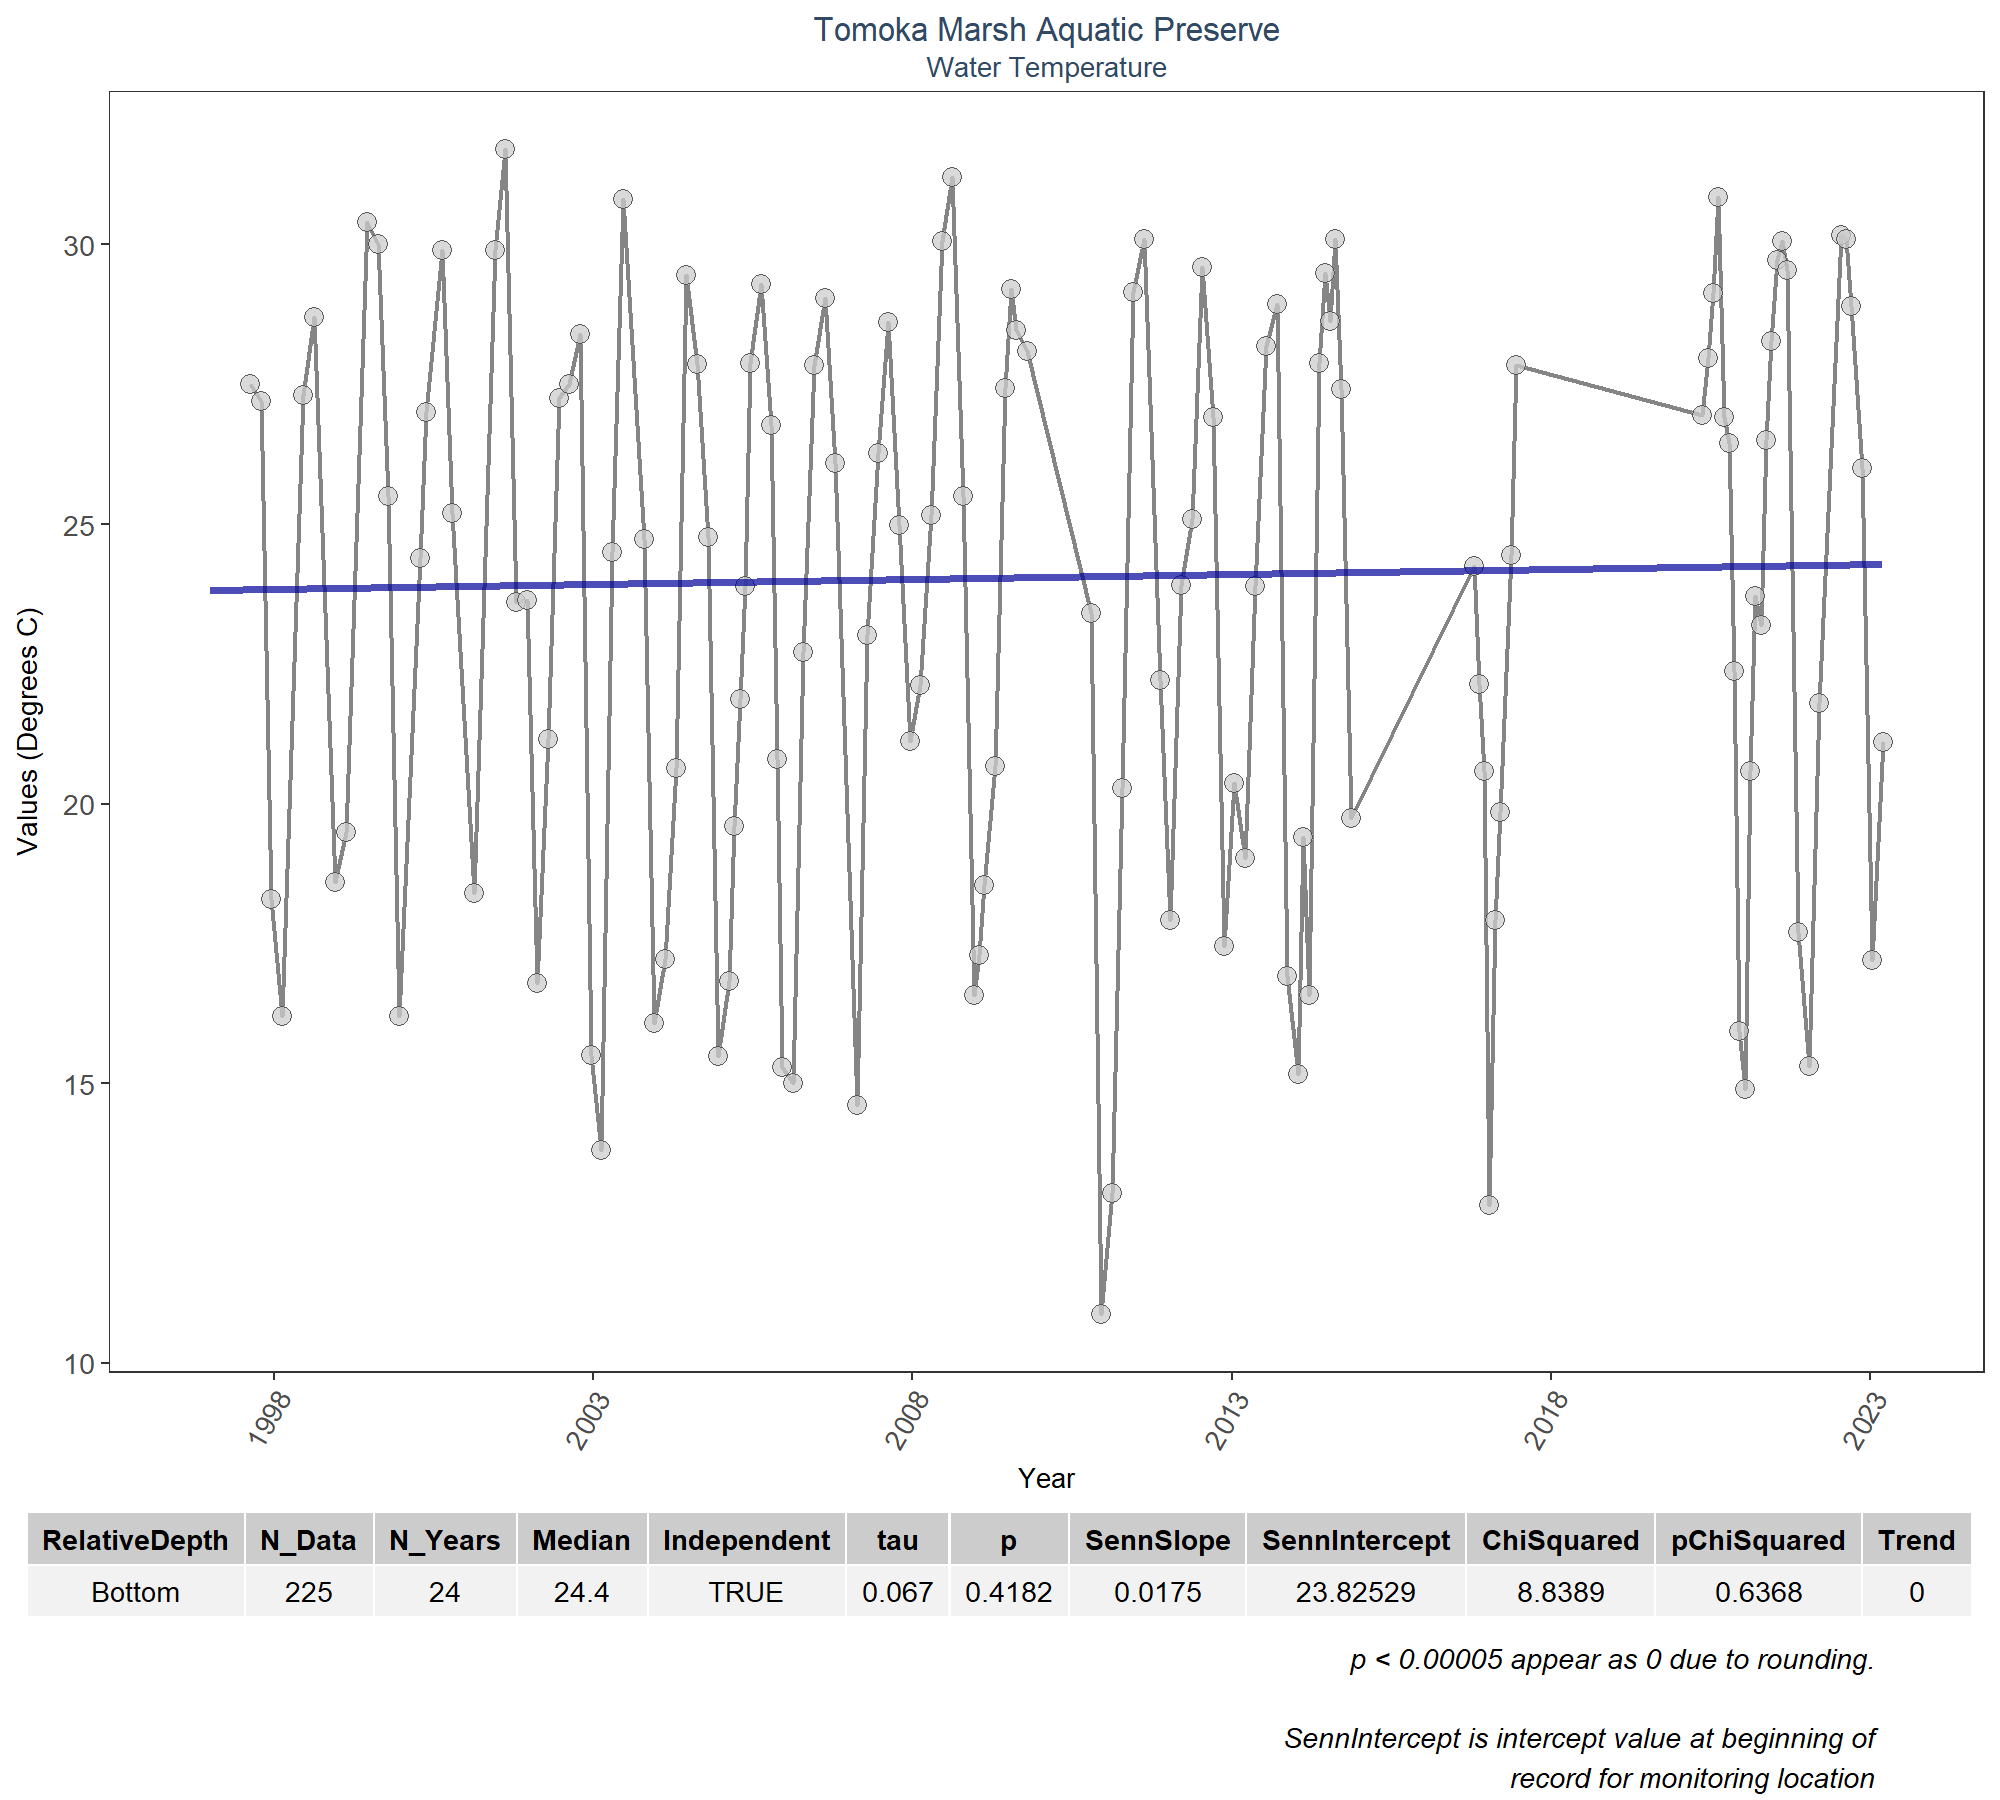 Tomoka Marsh Aquatic Preserve
Water Temperature
Values (Degrees C)
30
25
20
15
10
1998
2003
2008
2013
2018
2023
Year
RelativeDepth N_Data N_Years Median Independent tau p SennSlope SennIntercept ChiSquared pChiSquared Trend
Bottom 225 24 24.4 TRUE 0.067 0.4182 0.0175 23.82529 8.8389 0.6368 0
p < 0.00005 appear as 0 due to rounding.
SennIntercept is intercept value at beginning of
record for monitoring location